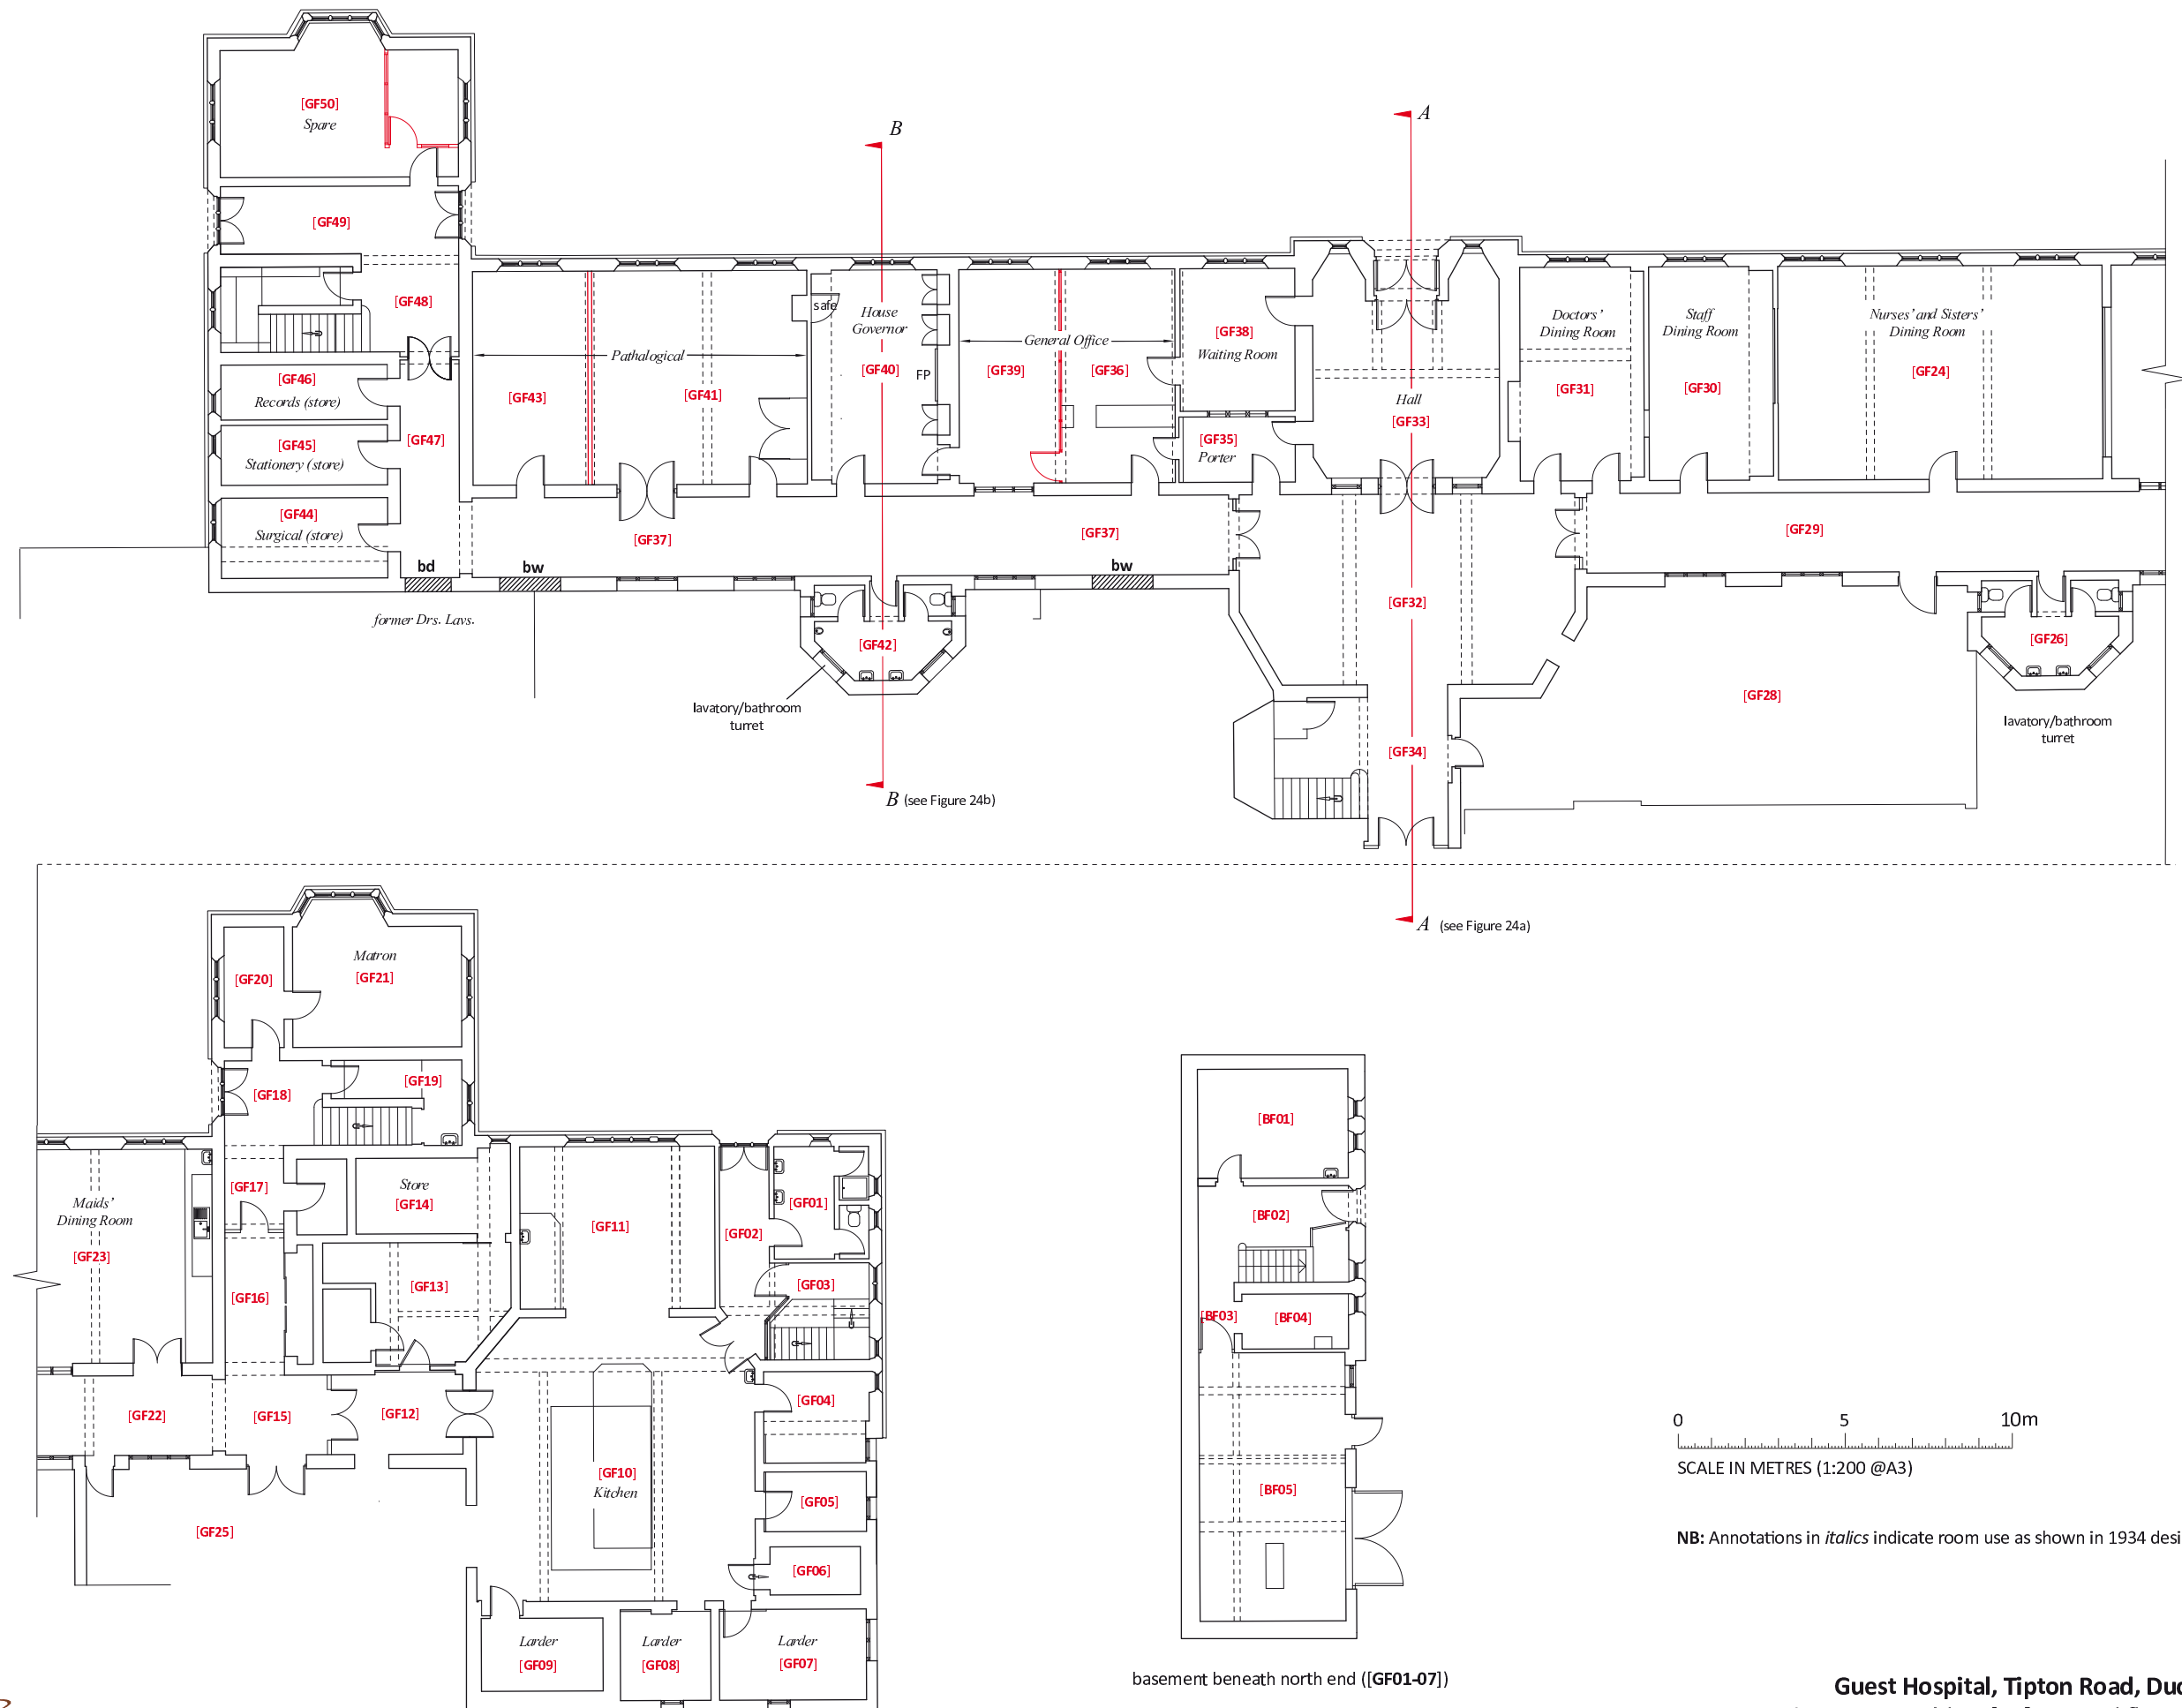 [GF50]
Spare
B
A
[GF49]
[GF48]
safe
House
Governor
[GF38]
Waiting Room
Doctors'
Dining Room
Staff
Dining Room
Nurses' and Sisters'
Dining Room
Pathalogical
General Office
[GF46]
Records (store)
[GF43]
[GF41]
[GF40]
FP
[GF39]
[GF36]
Hall
[GF33]
[GF31]
[GF30]
[GF24]
[GF47]
[GF45]
Stationery (store)
[GF35]
Porter
[GF44]
Surgical (store)
[GF37]
[GF37]
[GF29]
bd
bw
bw
former Drs. Lavs.
[GF32]
[GF42]
[GF26]
lavatory/bathroom
turret
[GF28]
lavatory/bathroom
turret
[GF34]
B (see Figure 24b)
A (see Figure 24a)
Matron
[GF21]
[GF20]
[GF19]
[GF18]
[GF17]
Store
[GF14]
Maids'
Dining Room
[GF23]
[GF11]
[GF02]
[GF01]
[GF16]
[GF13]
[GF03]
[GF22]
[GF15]
[GF12]
[GF04]
[GF10]
Kitchen
[GF05]
[GF25]
[GF06]
Larder
[GF09]
Larder
[GF08]
Larder
[GF07]
[BF01]
[BF02]
[BF03]
[BF04]
[BF05]
basement beneath north end ([GF01-07])
0 5 10m
SCALE IN METRES (1:200 @A3)
NB: Annotations in italics indicate room use as shown in 1934 desi
Guest Hospital, Tipton Road, Du